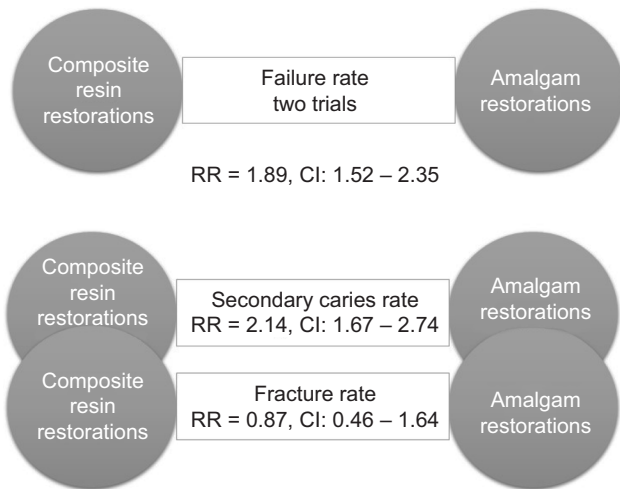 Composite
resin
restorations
Failure rate
two trials
Amalgam
restorations
RR = 1.89, CI: 1.52 – 2.35
Composite
resin
restorations
Secondary caries rate
RR = 2.14, CI: 1.67 – 2.74
Amalgam
restorations
Composite
resin
restorations
Fracture rate
RR = 0.87, CI: 0.46 – 1.64
Amalgam
restorations